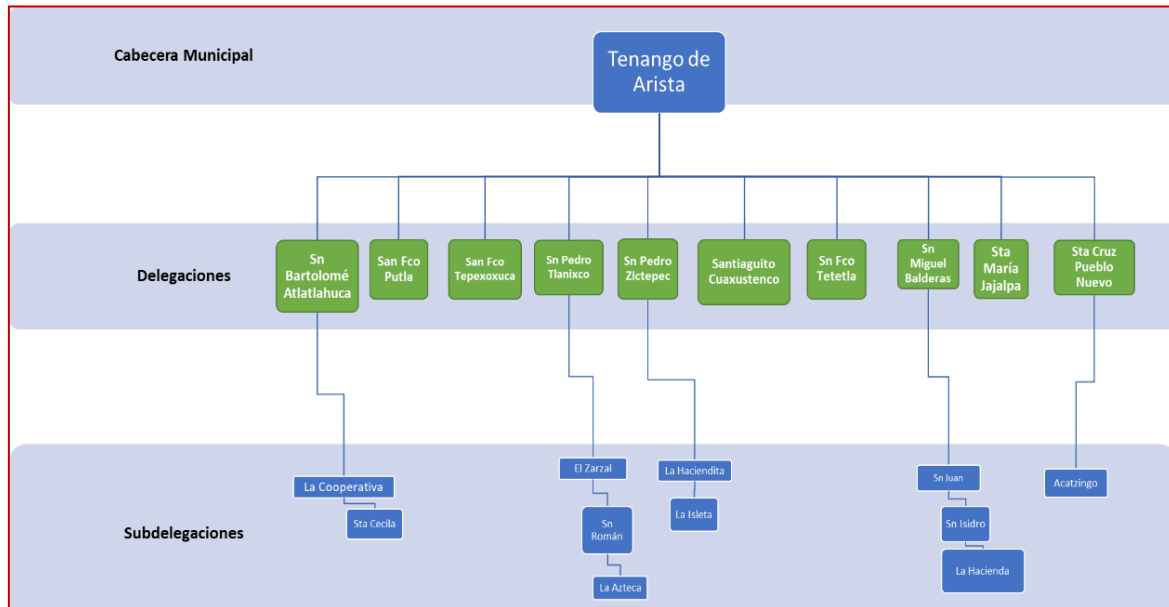 Cabecera Municipal
Tenango de
Arista
Delegaciones
Sn
Bartolomé
Atlatlahuca
San Fco
Putla
San Fco
Tepexoxuca
Sn Pedro
Tlanixco
Sn Pedro
Zictepec
Santiaguito
Cuaxustenco
Sn Fco
Tetetla
Sn
Miguel
Balderas
Sta
María
Jajalpa
Sta Cruz
Pueblo
Nuevo
Subdelegaciones
La Cooperativa
Sta Cecila
El Zarzal
Sn
Román
La Azteca
La Haciendita
La Isleta
Sn Juan
Sn Isidro
La Hacienda
Acatzingo